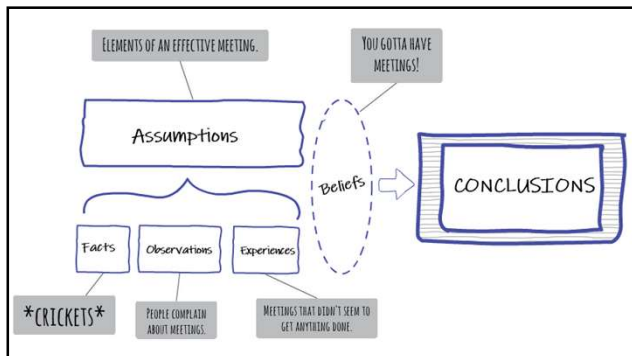 ELEMENTS OF AN EFFECTIVE MEETING.
YOU GOTTA HAVE
MEETINGS!
Assumptions
Beliefs
CONCLUSIONS
Facts
Observations
Experiences
*CRICKETS*
PEOPLE COMPLAIN
ABOUT MEETINGS.
MEETINGS THAT DIDN'T SEEM TO
GET ANYTHING DONE.